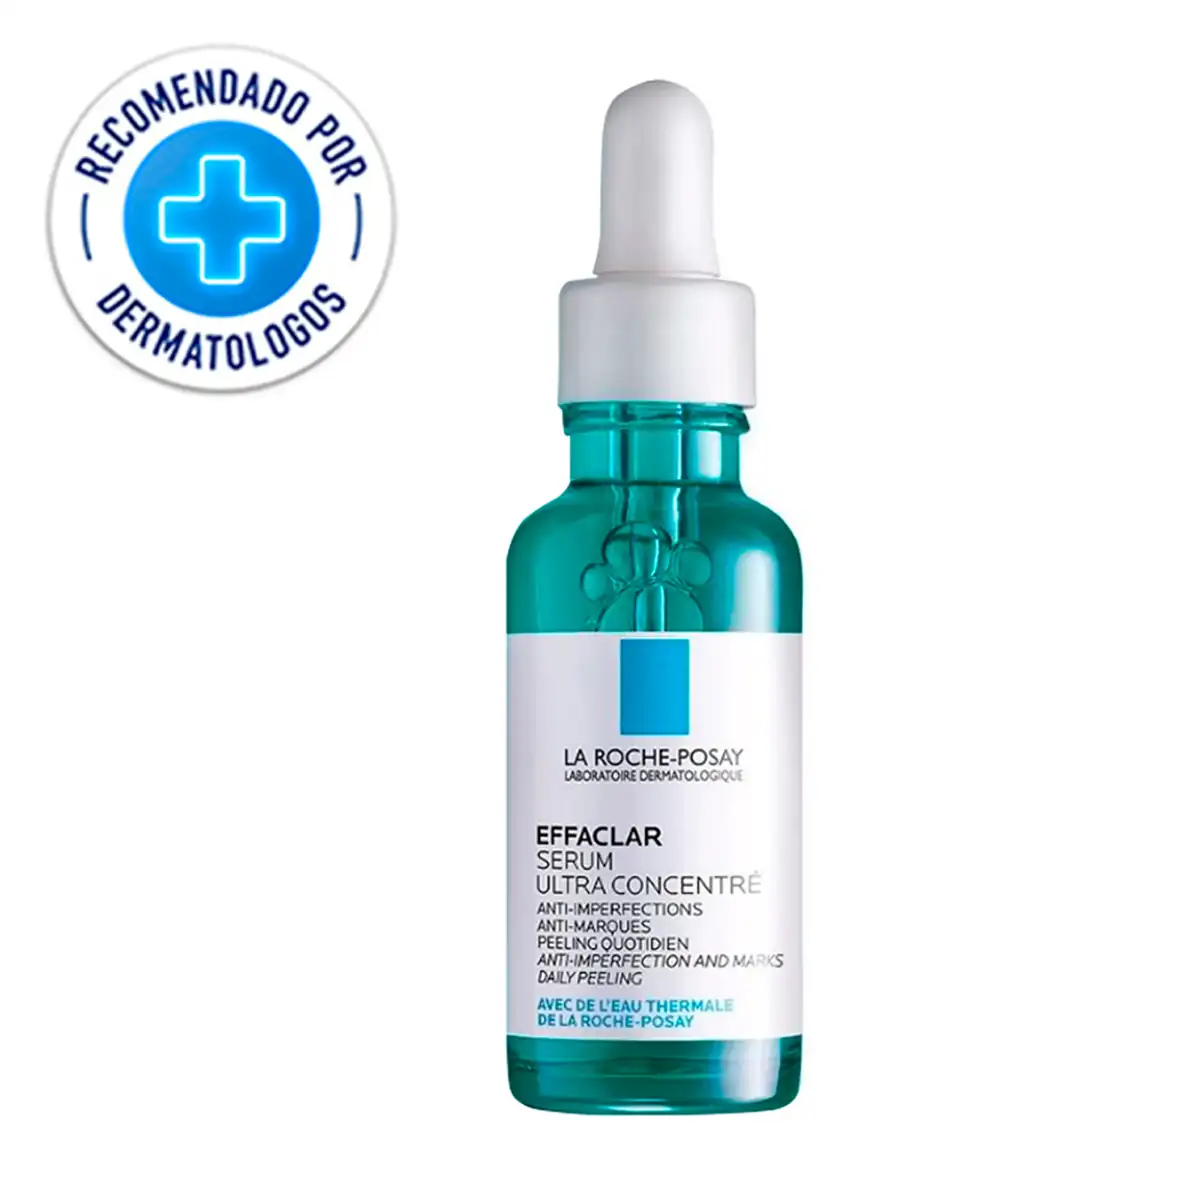 RECOMENDADO POR
DERMATOLOGOS
LA ROCHE-POSAY
LABORATOIRE DERMATOLOGIQUE
EFFACLAR
SERUM
ULTRA CONCENTRÉ
ANTI-IMPERFECTIONS
ANTI-MARQUES
PEELING QUOTIDIEN
ANTI-IMPERFECTION AND MARKS
DAILY PEELING
AVEC DE L'EAU THERMALE
DE LA ROCHE-POSAY